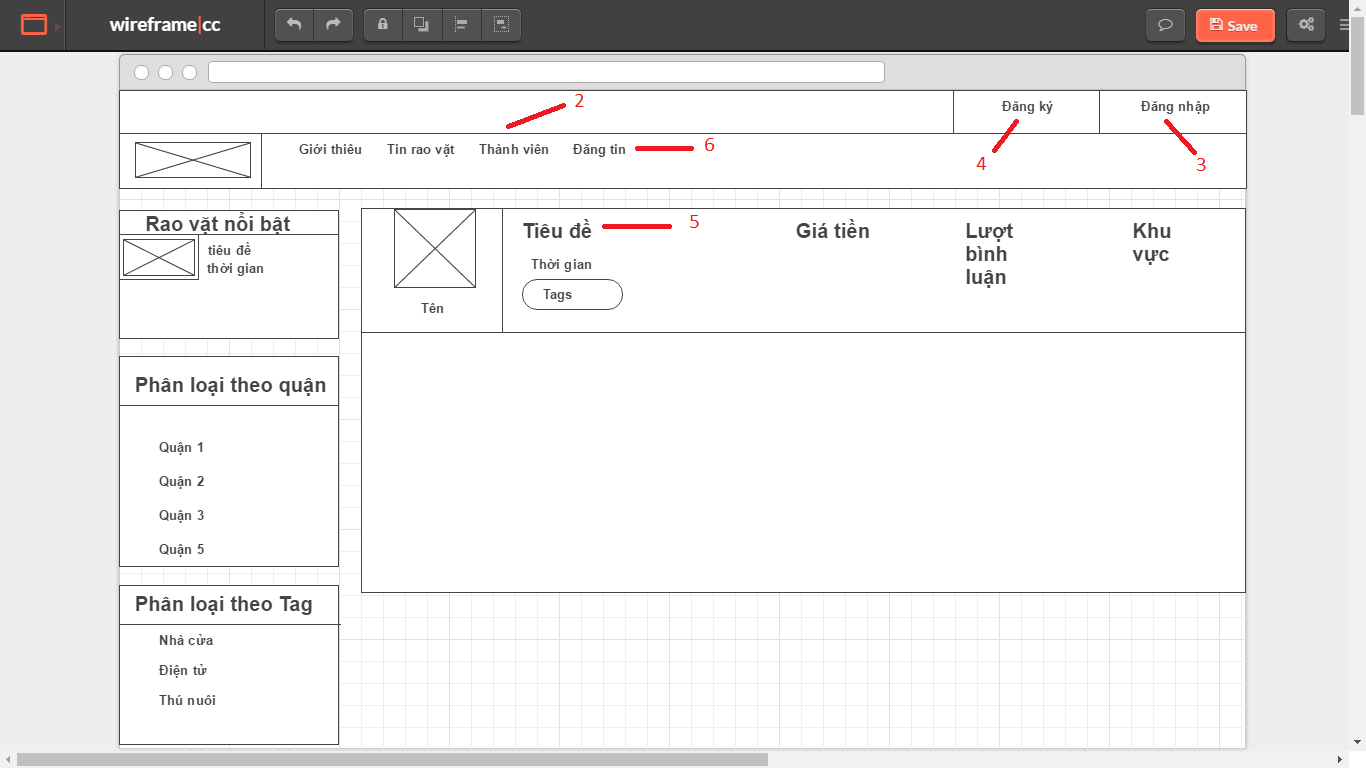 wireframe|cc
Save
2
Đăng ký
Đăng nhập
Giới thiêu
Tin rao vặt
Thành viên
Đăng tin
6
4
3
Rao vặt nổi bật
tiêu đề
thời gian
Tiêu đề
5
Giá tiền
Lượt
bình
luận
Khu
vực
Thời gian
Tags
Tên
Phân loại theo quận
Quận 1
Quận 2
Quận 3
Quận 5
Phân loại theo Tag
Nhà cửa
Điện tử
Thú nuôi